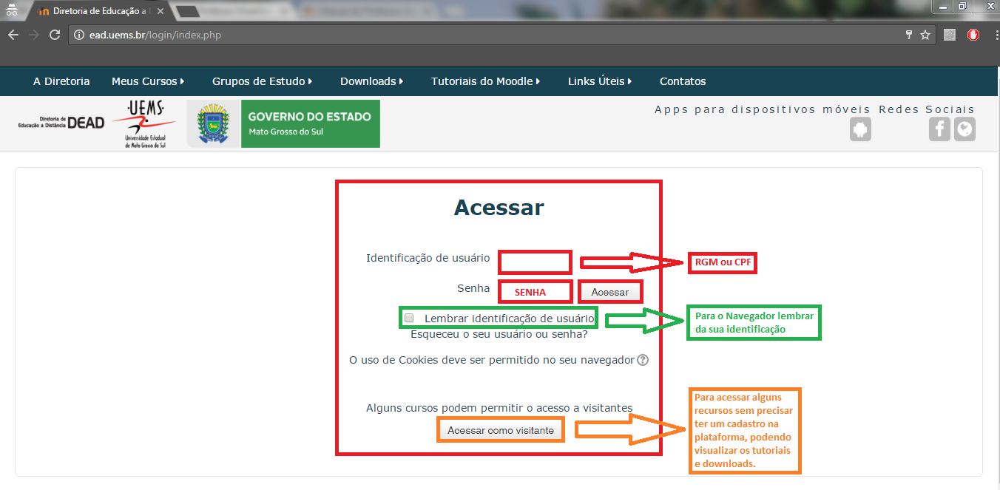 Diretoria de Educação a
ead.uems.br/login/index.php
A Diretoria
Meus Cursos
Grupos de Estudo
Downloads
Tutoriais do Moodle
Links Úteis
Contatos
Diretoria de
Educação a Distância DEAD
UEMS
Universidade Estadual
de Mato Grosso do Sul
GOVERNO DO ESTADO
Mato Grosso do Sul
Apps para dispositivos móveis
Redes Sociais
Acessar
Identificação de usuário
RGM ou CPF
Senha
SENHA
Acessar
Lembrar identificação de usuário
Para o Navegador lembrar
da sua identificação
Esqueceu o seu usuário ou senha?
O uso de Cookies deve ser permitido no seu navegador
Alguns cursos podem permitir o acesso a visitantes
Acessar como visitante
Para acessar alguns
recursos sem precisar
ter um cadastro na
plataforma, podendo
visualizar os tutoriais
e downloads.